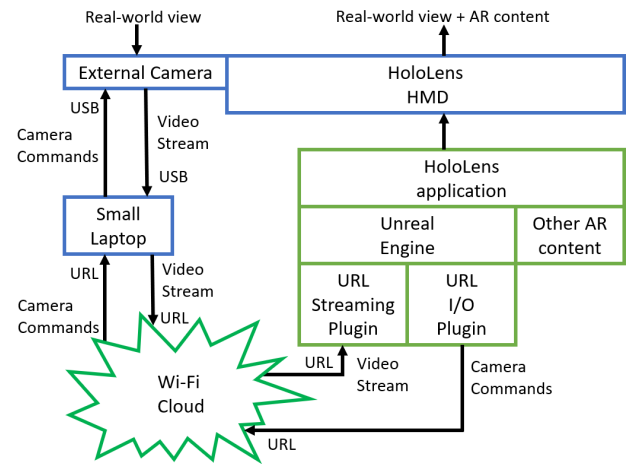 Real-world view
Real-world view + AR content
External Camera
HoloLens
HMD
USB
Camera
Commands
Video
Stream
USB
HoloLens
application
Small
Laptop
Unreal
Engine
Other AR
content
URL
Video
Stream
Camera
Commands
URL
URL
Streaming
Plugin
URL
I/O
Plugin
Wi-Fi
Cloud
URL
Video
Stream
Camera
Commands
URL